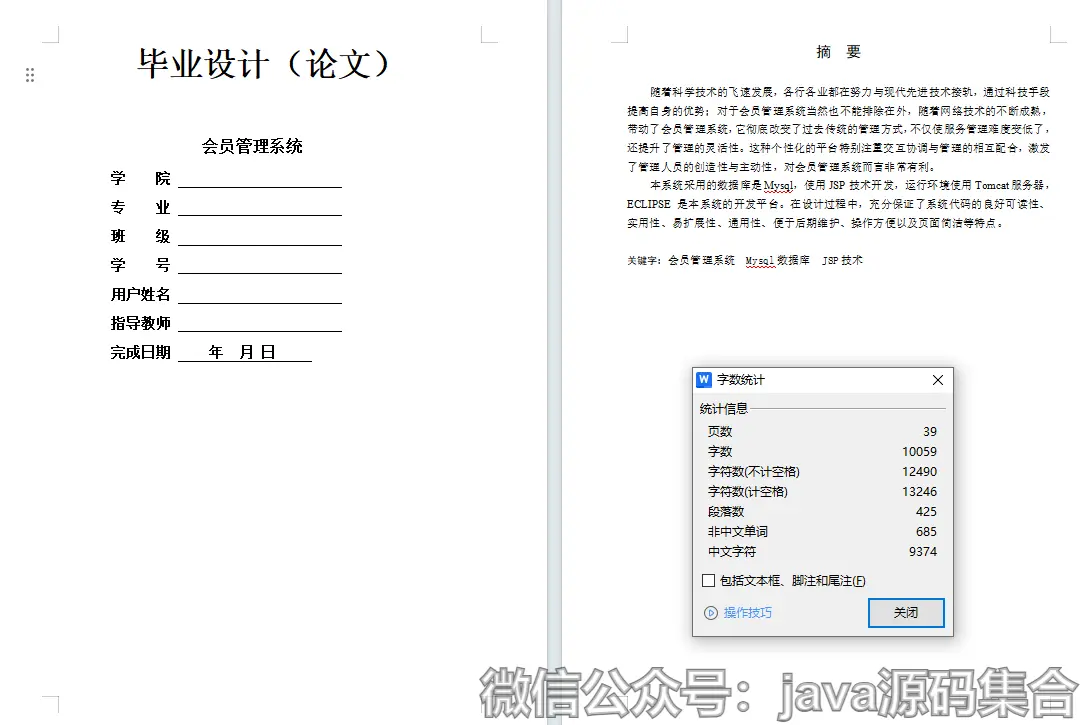 毕业设计（论文）
会员管理系统
学 院
专 业
班 级
学 号
用户姓名
指导教师
完成日期 年 月 日
摘 要
随着科学技术的飞速发展，各行各业都在努力与现代先进技术接轨，通过科技手段
提高自身的优势；对于会员管理系统当然也不能排除在外，随着网络技术的不断成熟，
带动了会员管理系统，它彻底改变了过去传统的管理方式，不仅使服务管理难度变低了，
还提升了管理的灵活性。这种个性化的平台特别注重交互协调与管理的相互配合，激发
了管理人员的创造性与主动性，对会员管理系统而言非常有利。
本系统采用的数据库是Mysql，使用JSP技术开发，运行环境使用Tomcat服务器，
ECLIPSE 是本系统的开发平台。在设计过程中，充分保证了系统代码的良好可读性、
实用性、易扩展性、通用性、便于后期维护、操作方便以及页面简洁等特点。
关键字：会员管理系统 Mysql数据库 JSP技术
W 字数统计
统计信息
页数 39
字数 10059
字符数(不计空格) 12490
字符数(计空格) 13246
段落数 425
非中文单词 685
中文字符 9374
包括文本框、脚注和尾注(F)
操作技巧 关闭
微信公众号：java源码集合